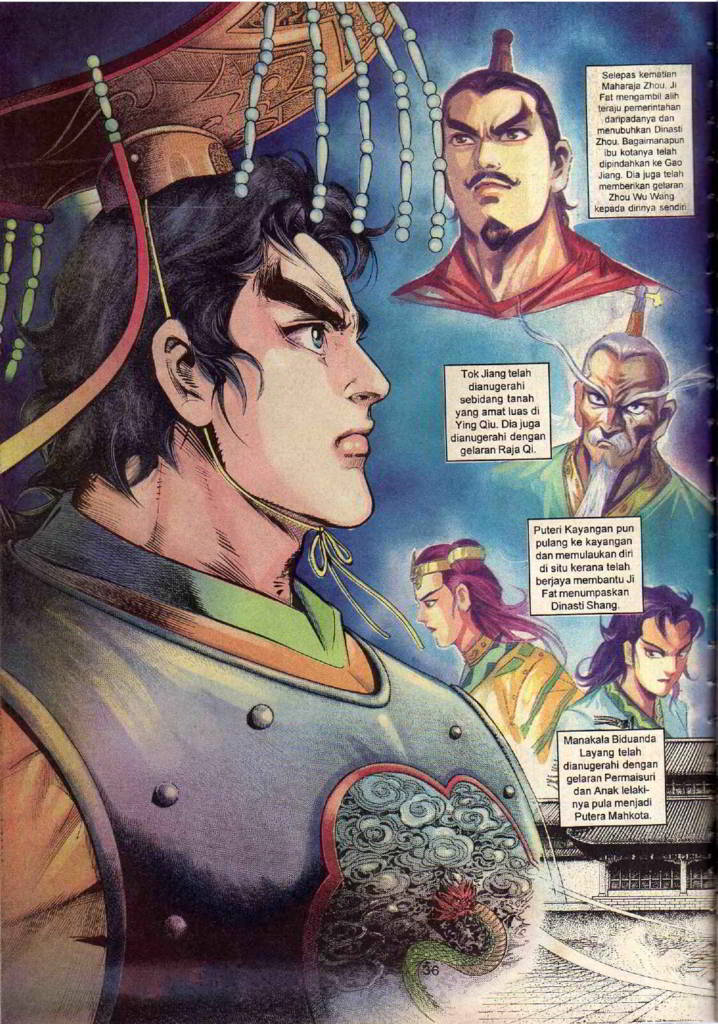 Selepas kematian
Maharaja Zhou, Ji
Fat mengambil alih
teraju pemerintahan
daripadanya dan
menubuhkan Dinasti
Zhou. Bagaimanapun
ibu kotanya telah
dipindahkan ke Gao
Jiang. Dia juga telah
memberikan gelaran
Zhou Wu Wang
kepada dirinya sendiri
Tok Jiang telah
dianugerahi
sebidang tanah
yang amat luas di
Ying Qiu. Dia juga
dianugerahi dengan
gelaran Raja Qi.
Puteri Kayangan pun
pulang ke kayangan
dan memulaukan diri
di situ kerana telah
berjaya membantu Ji
Fat menumpaskan
Dinasti Shang.
Manakala Biduanda
Layang telah
dianugerahi dengan
gelaran Permaisuri
dan Anak lelaki-
nya pula menjadi
Putera Mahkota.
36